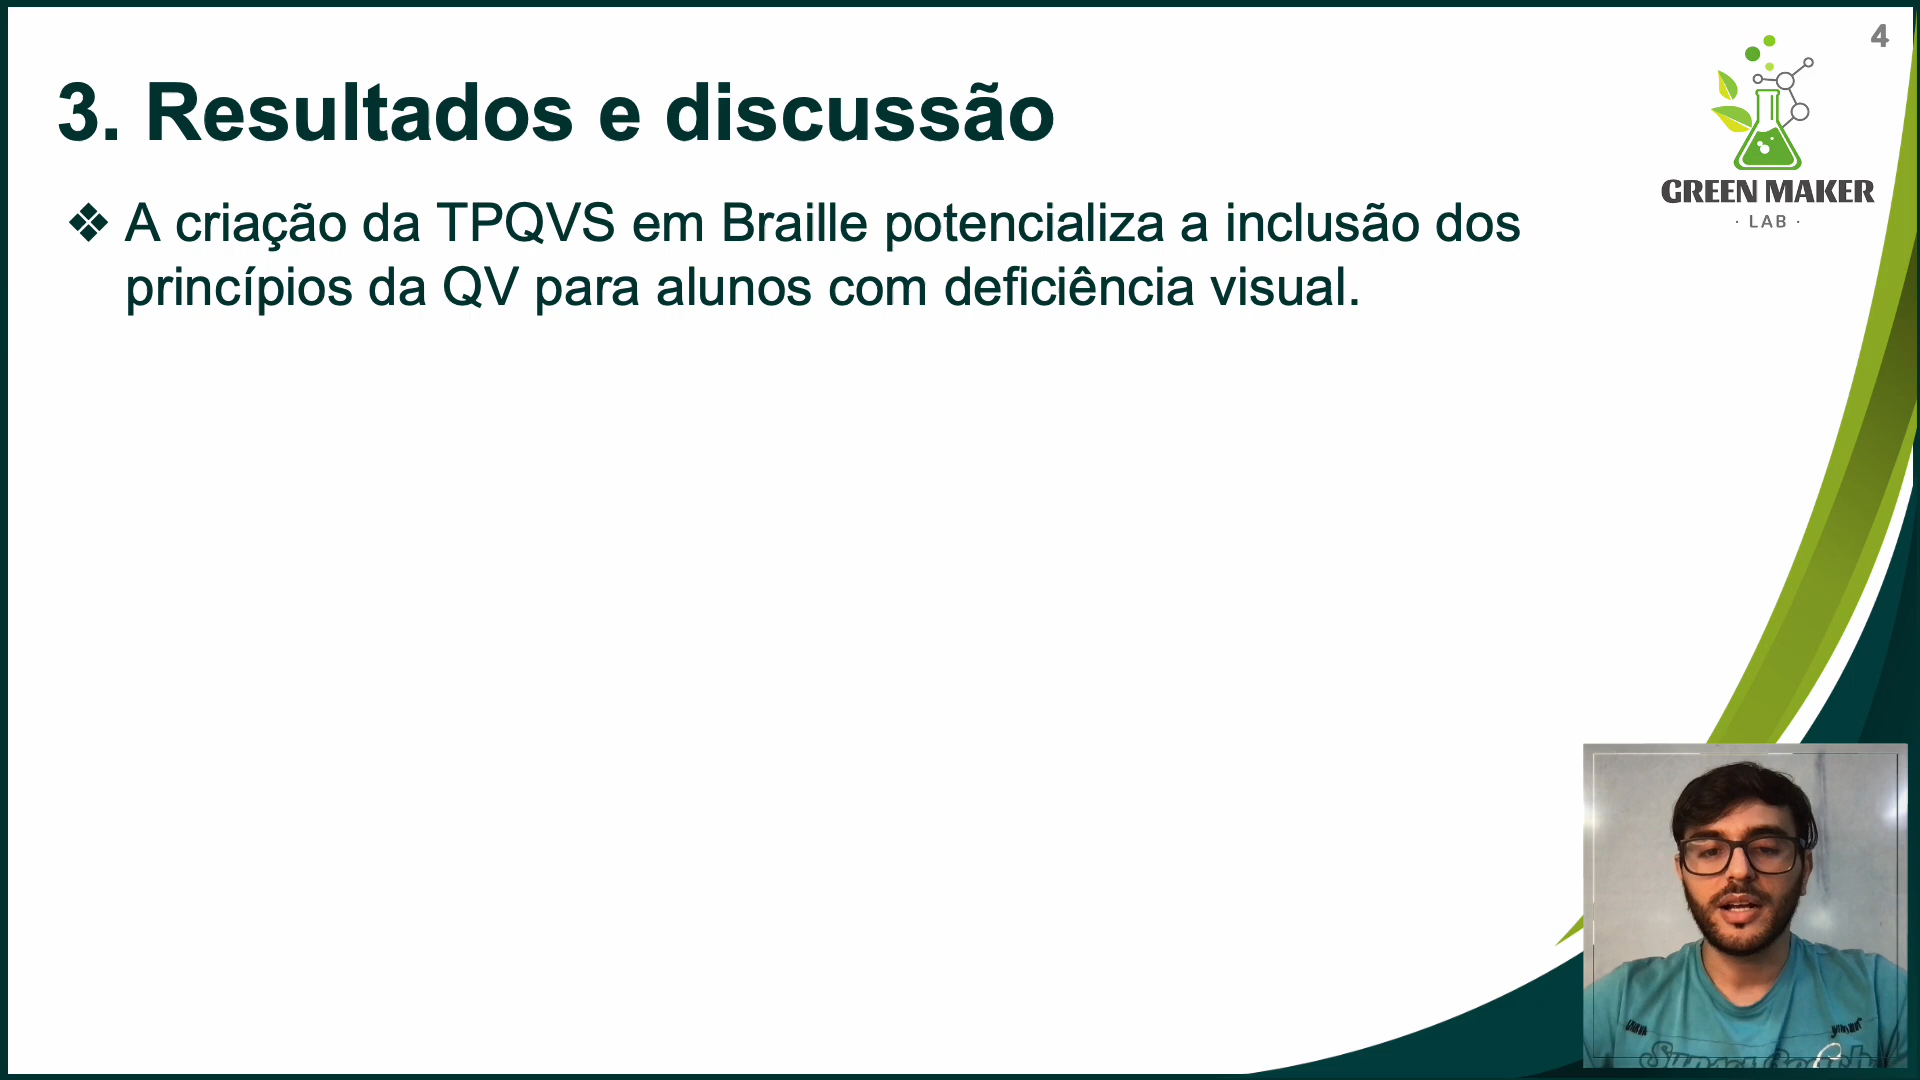 4
3. Resultados e discussão
GREEN MAKER
· LAB ·
❖ A criação da TPQVS em Braille potencializa a inclusão dos
princípios da QV para alunos com deficiência visual.